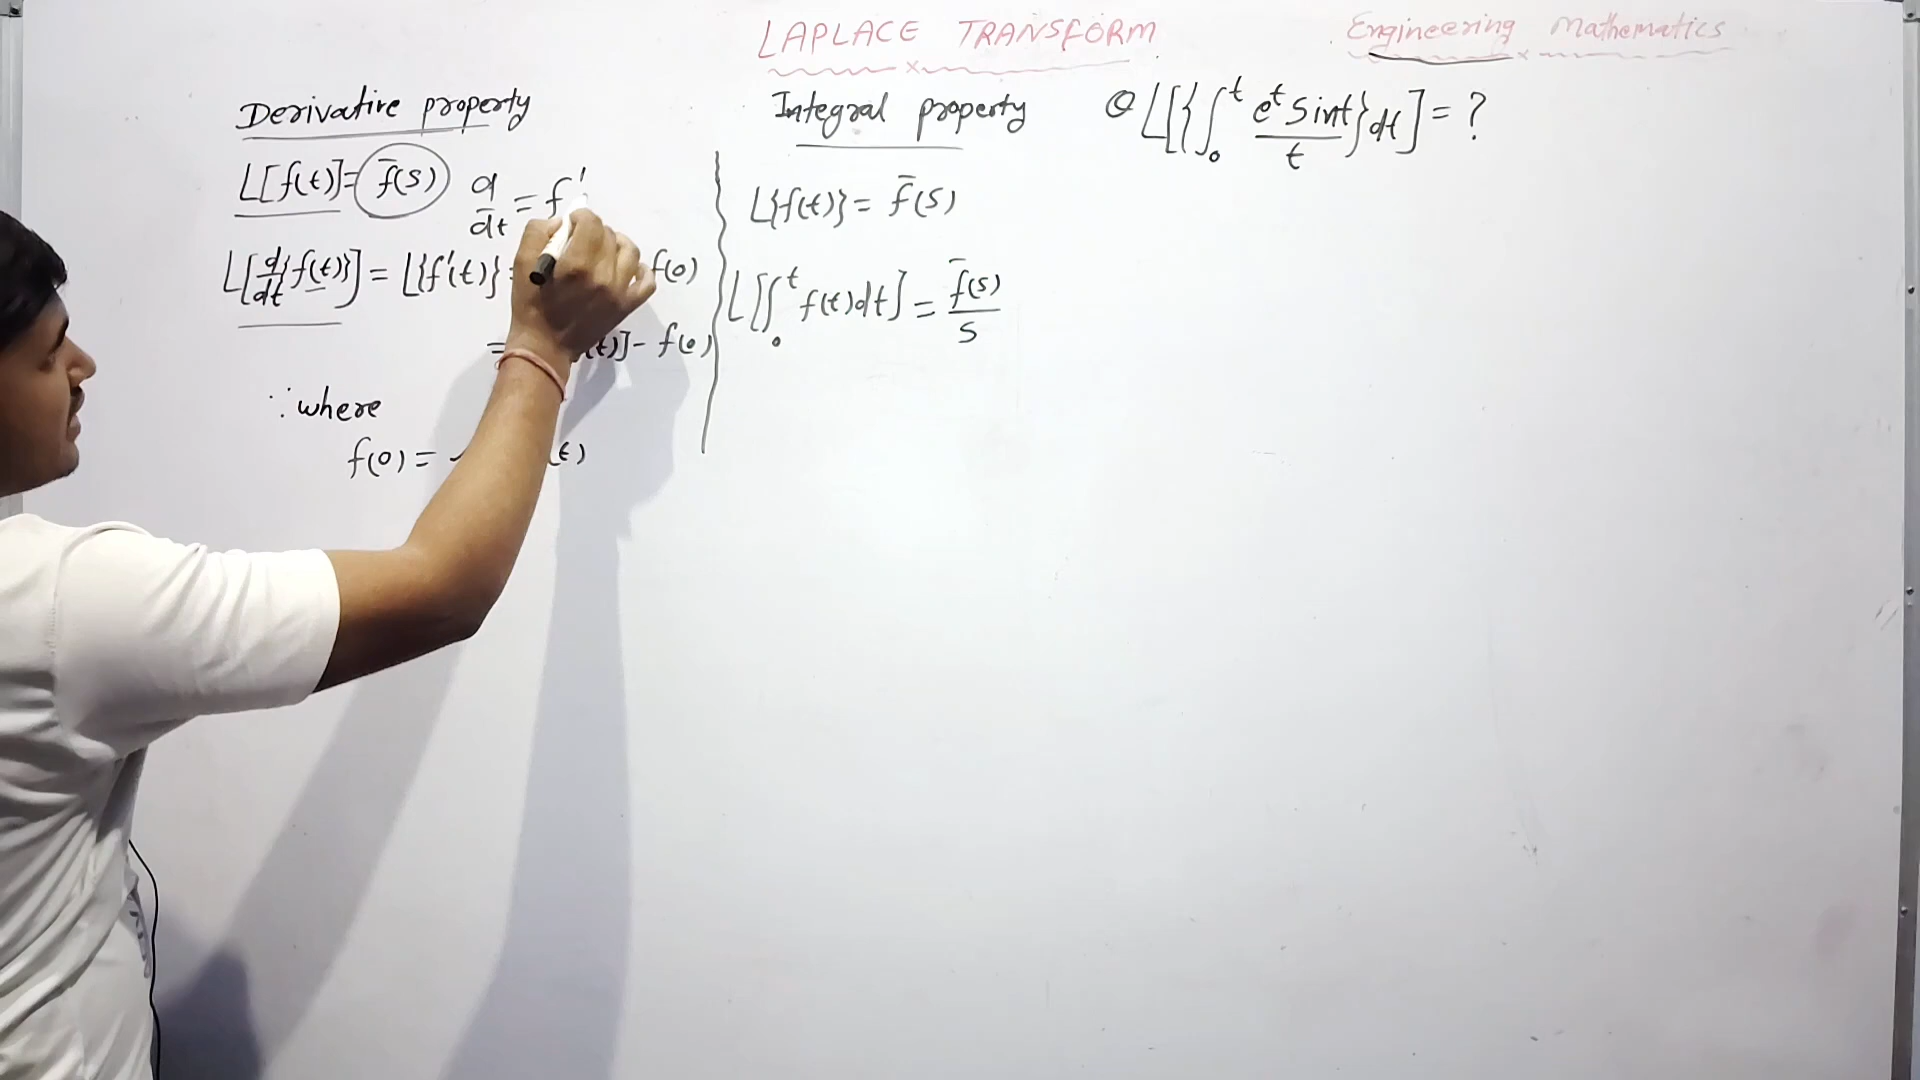 LAPLACE TRANSFORM
Engineering Mathematics
Derivative property
L[f(t)] = f̄(s)
d/dt = f'
L[d/dt{f(t)}] = L{f'(t)} = f(0)
= (t)] - f(0)
∵ where
f(0) = (t)
Integral property
L{f(t)} = f̄(s)
L[∫₀ᵗ f(t)dt] = f̄(s)/s
Q L[{∫₀ᵗ eᵗ Sint/t}dt] = ?